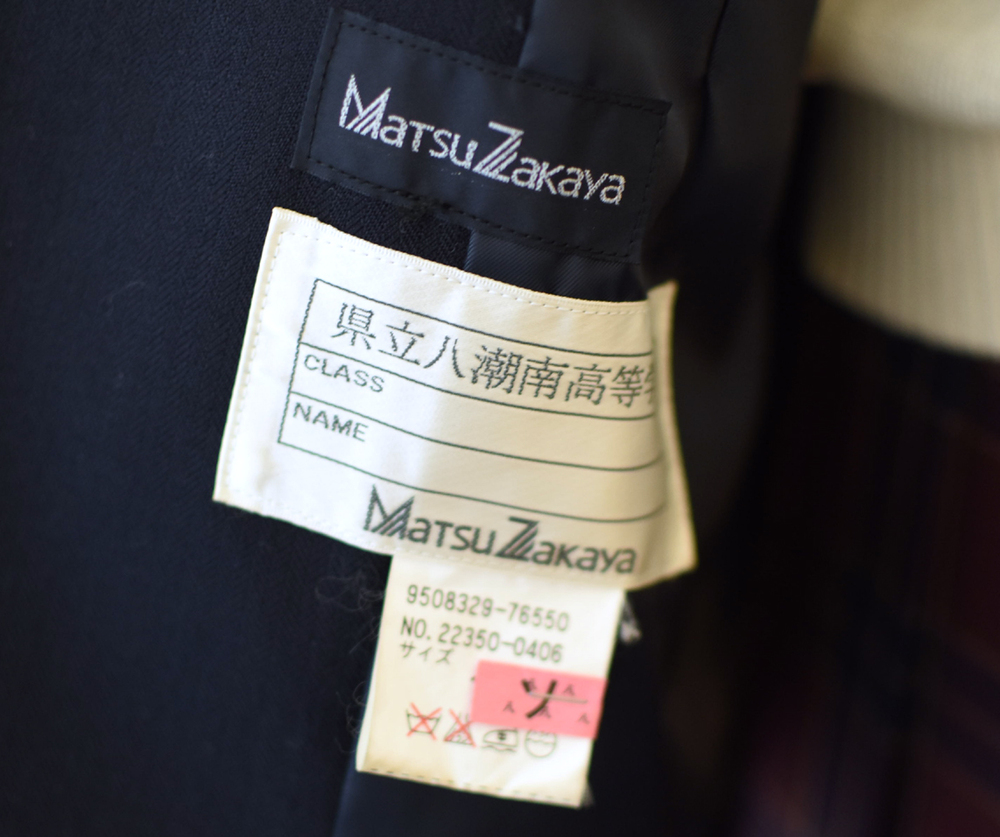 MatsuZakaya
県立八潮南高等学
CLASS
NAME
MatsuZakaya
9508329-76550
NO.22350-0406
サイズ